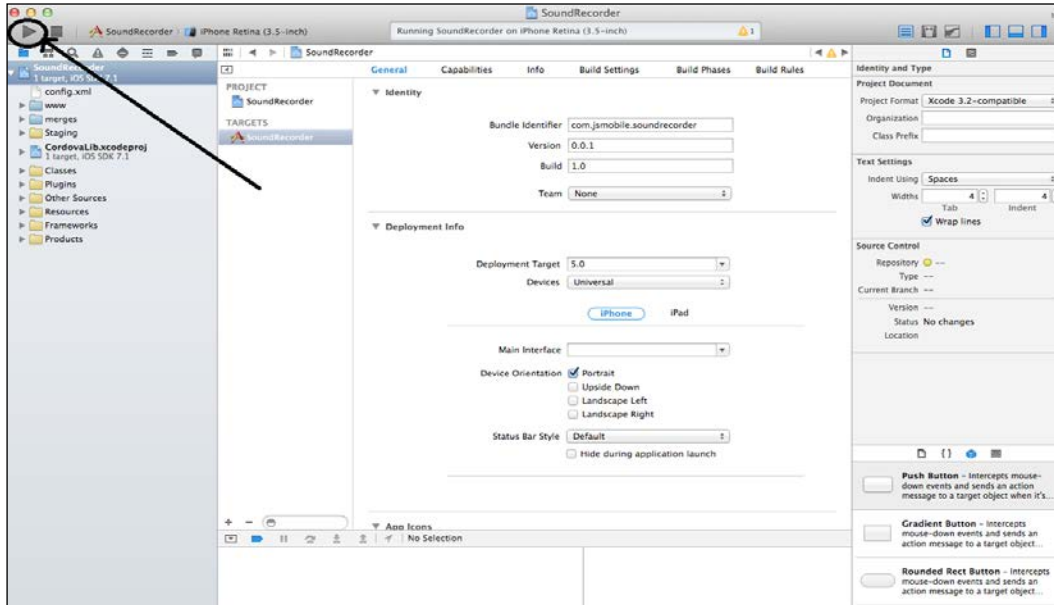 SoundRecorder
SoundRecorder
iPhone Retina (3.5-inch)
Running SoundRecorder on iPhone Retina (3.5-inch)
1
SoundRecorder
SoundRecorder
1 target, iOS SDK 7.1
config.xml
www
merges
Staging
CordovaLib.xcodeproj
1 target, iOS SDK 7.1
Classes
Plugins
Other Sources
Resources
Frameworks
Products
PROJECT
SoundRecorder
TARGETS
SoundRecorder
General
Capabilities
Info
Build Settings
Build Phases
Build Rules
Identity
Bundle Identifier
com.jsmobile.soundrecorder
Version
0.0.1
Build
1.0
Team
None
Deployment Info
Deployment Target
5.0
Devices
Universal
iPhone
iPad
Main Interface
Device Orientation
Portrait
Upside Down
Landscape Left
Landscape Right
Status Bar Style
Default
Hide during application launch
App Icons
No Selection
Identity and Type
Project Document
Project Format
Xcode 3.2-compatible
Organization
Class Prefix
Text Settings
Indent Using
Spaces
Widths
4
4
Tab
Indent
Wrap lines
Source Control
Repository --
Type --
Current Branch --
Version --
Status No changes
Location
Push Button - Intercepts mouse-
down events and sends an action
message to a target object when it's...
Gradient Button - Intercepts
mouse-down events and sends an
action message to a target object...
Rounded Rect Button - Intercepts
mouse-down events and sends an
action message to a target object...